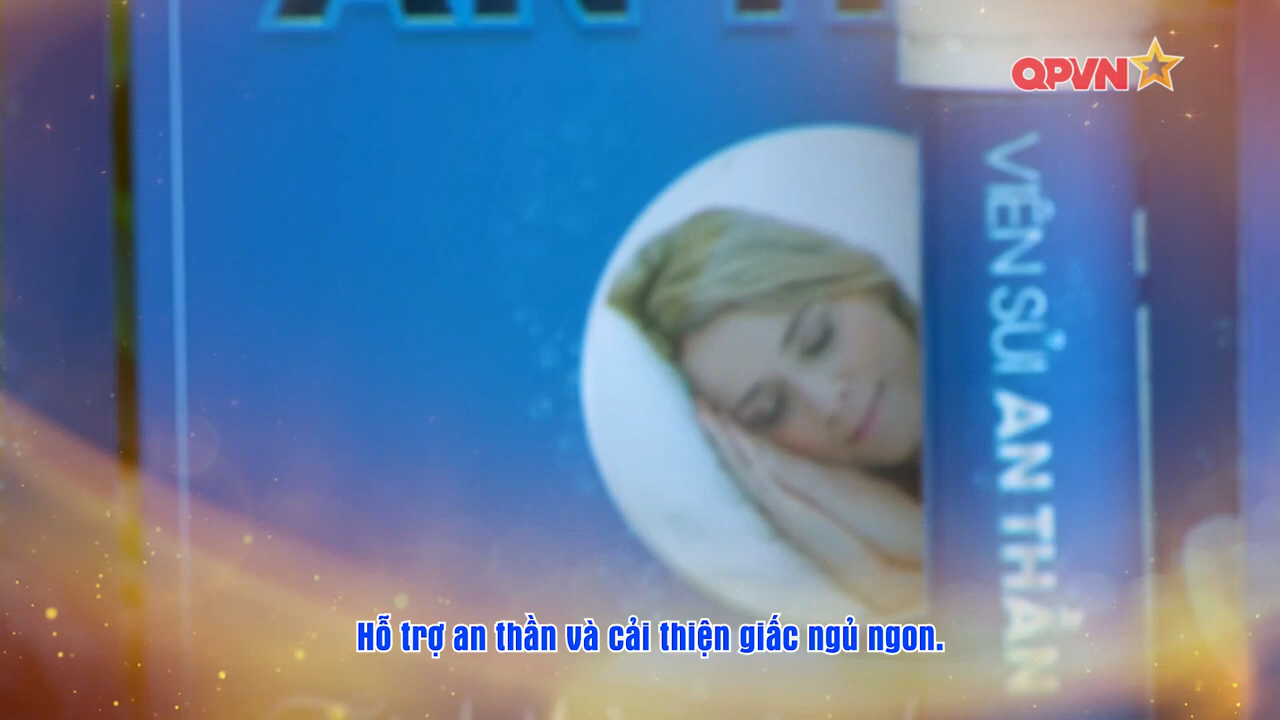 QPVN
VIÊN SỦI AN THẦN
Hỗ trợ an thần và cải thiện giấc ngủ ngon.